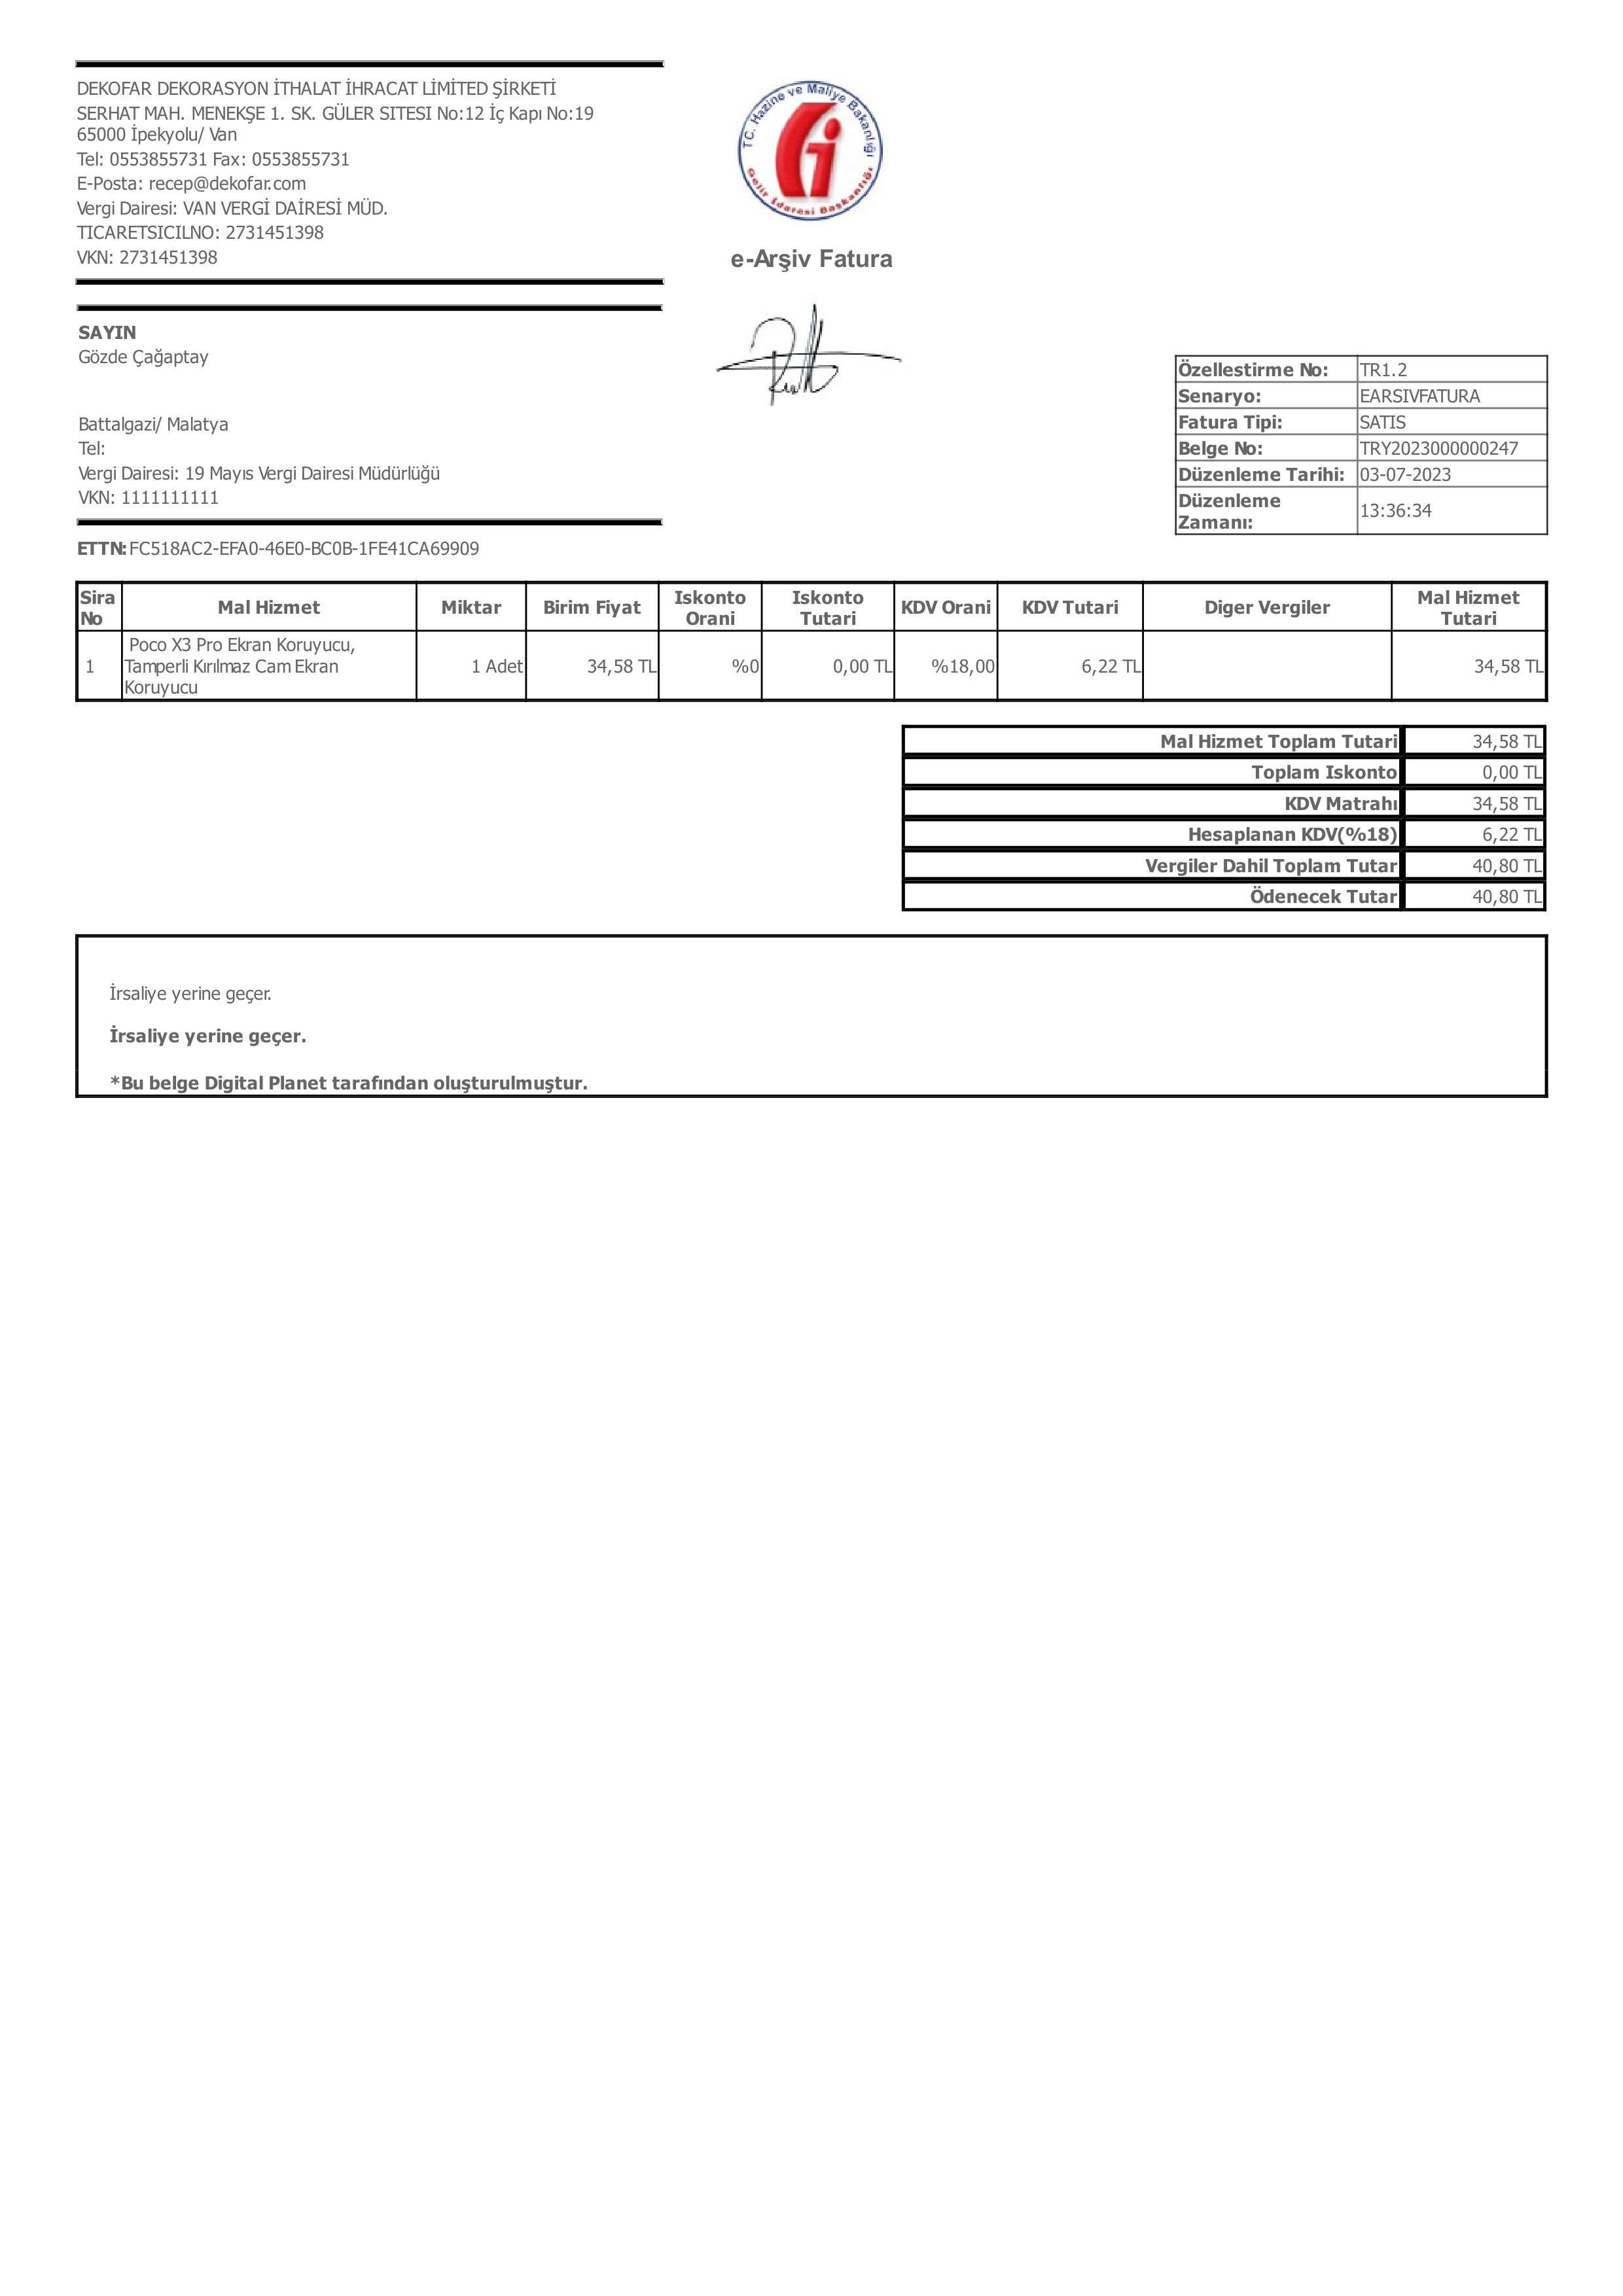 DEKOFAR DEKORASYON İTHALAT İHRACAT LİMİTED ŞİRKETİ
SERHAT MAH. MENEKŞE 1. SK. GÜLER SITESI No:12 İç Kapı No:19
65000 İpekyolu/ Van
Tel: 0553855731 Fax: 0553855731
E-Posta: recep@dekofar.com
Vergi Dairesi: VAN VERGİ DAİRESİ MÜD.
TICARETSICILNO: 2731451398
VKN: 2731451398
T.C. Hazine ve Maliye Bakanlığı
Gelir İdaresi Başkanlığı
e-Arşiv Fatura
SAYIN
Gözde Çağaptay
Battalgazi/ Malatya
Tel:
Vergi Dairesi: 19 Mayıs Vergi Dairesi Müdürlüğü
VKN: 1111111111
Özellestirme No: TR1.2
Senaryo: EARSIVFATURA
Fatura Tipi: SATIS
Belge No: TRY2023000000247
Düzenleme Tarihi: 03-07-2023
Düzenleme
Zamanı: 13:36:34
ETTN: FC518AC2-EFA0-46E0-BC0B-1FE41CA69909
Sira No Mal Hizmet Miktar Birim Fiyat Iskonto Orani Iskonto Tutari KDV Orani KDV Tutari Diger Vergiler Mal Hizmet Tutari
1 Poco X3 Pro Ekran Koruyucu, Tamperli Kırılmaz Cam Ekran Koruyucu 1 Adet 34,58 TL %0 0,00 TL %18,00 6,22 TL 34,58 TL
Mal Hizmet Toplam Tutari 34,58 TL
Toplam Iskonto 0,00 TL
KDV Matrahı 34,58 TL
Hesaplanan KDV(%18) 6,22 TL
Vergiler Dahil Toplam Tutar 40,80 TL
Ödenecek Tutar 40,80 TL
İrsaliye yerine geçer.
İrsaliye yerine geçer.
*Bu belge Digital Planet tarafından oluşturulmuştur.